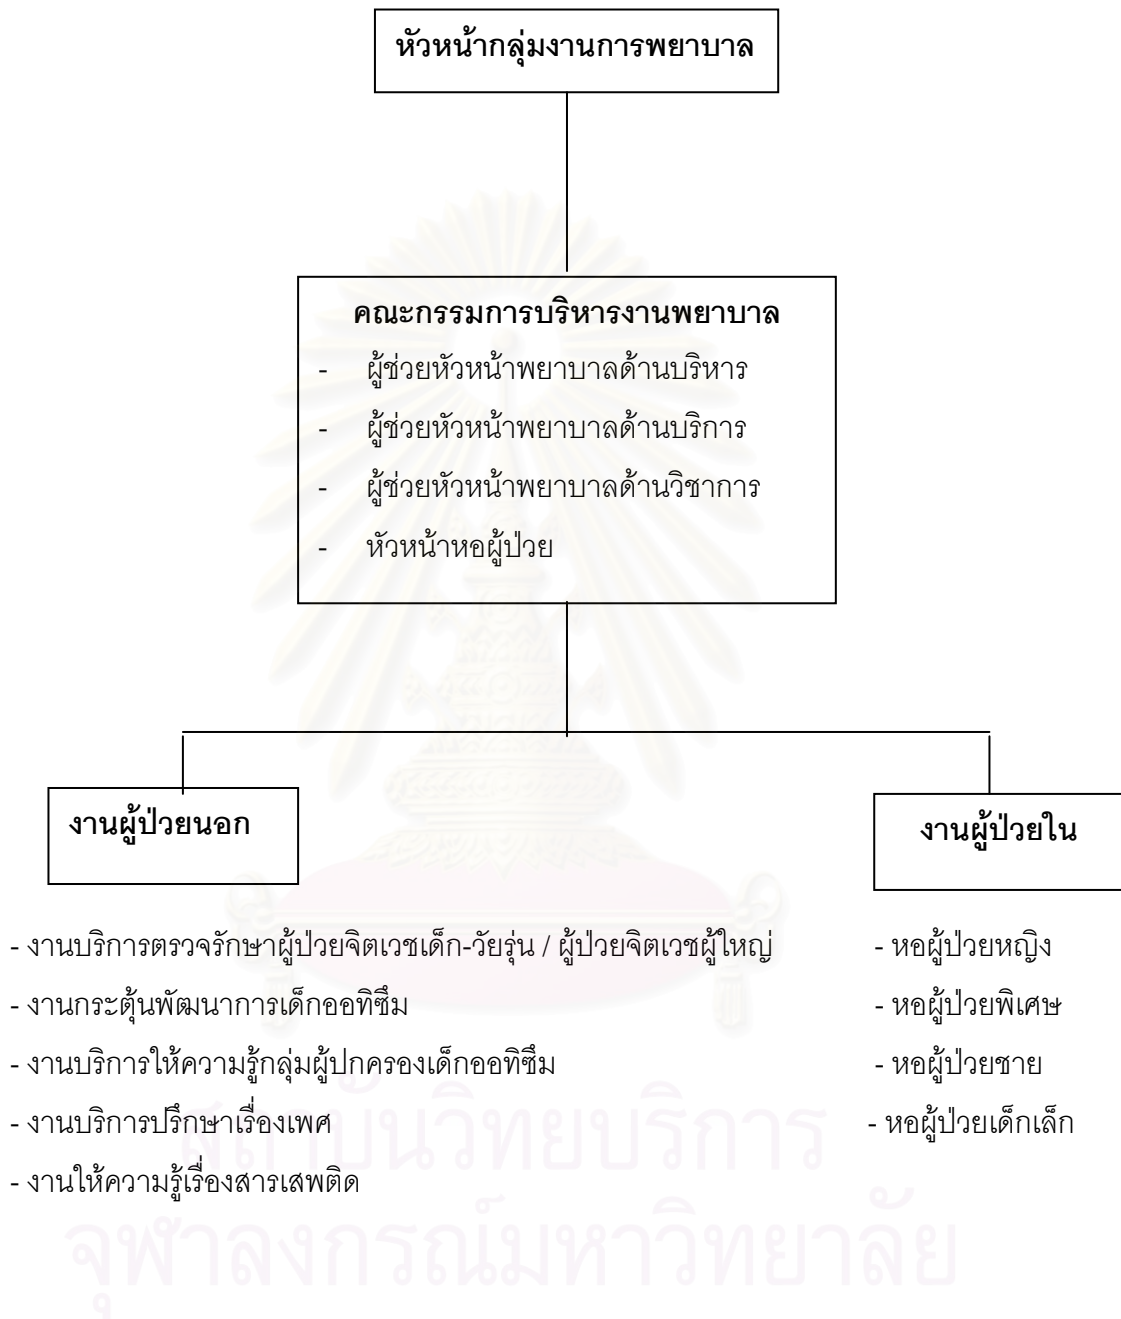 หัวหน้ากลุ่มงานการพยาบาล
คณะกรรมการบริหารงานพยาบาล
- ผู้ช่วยหัวหน้าพยาบาลด้านบริหาร
- ผู้ช่วยหัวหน้าพยาบาลด้านบริการ
- ผู้ช่วยหัวหน้าพยาบาลด้านวิชาการ
- หัวหน้าหอผู้ป่วย
งานผู้ป่วยนอก
- งานบริการตรวจรักษาผู้ป่วยจิตเวชเด็ก-วัยรุ่น / ผู้ป่วยจิตเวชผู้ใหญ่
- งานกระตุ้นพัฒนาการเด็กออทิซึม
- งานบริการให้ความรู้กลุ่มผู้ปกครองเด็กออทิซึม
- งานบริการปรึกษาเรื่องเพศ
- งานให้ความรู้เรื่องสารเสพติด
งานผู้ป่วยใน
- หอผู้ป่วยหญิง
- หอผู้ป่วยพิเศษ
- หอผู้ป่วยชาย
- หอผู้ป่วยเด็กเล็ก
สถาบันวิทยบริการ
จุฬาลงกรณ์มหาวิทยาลัย